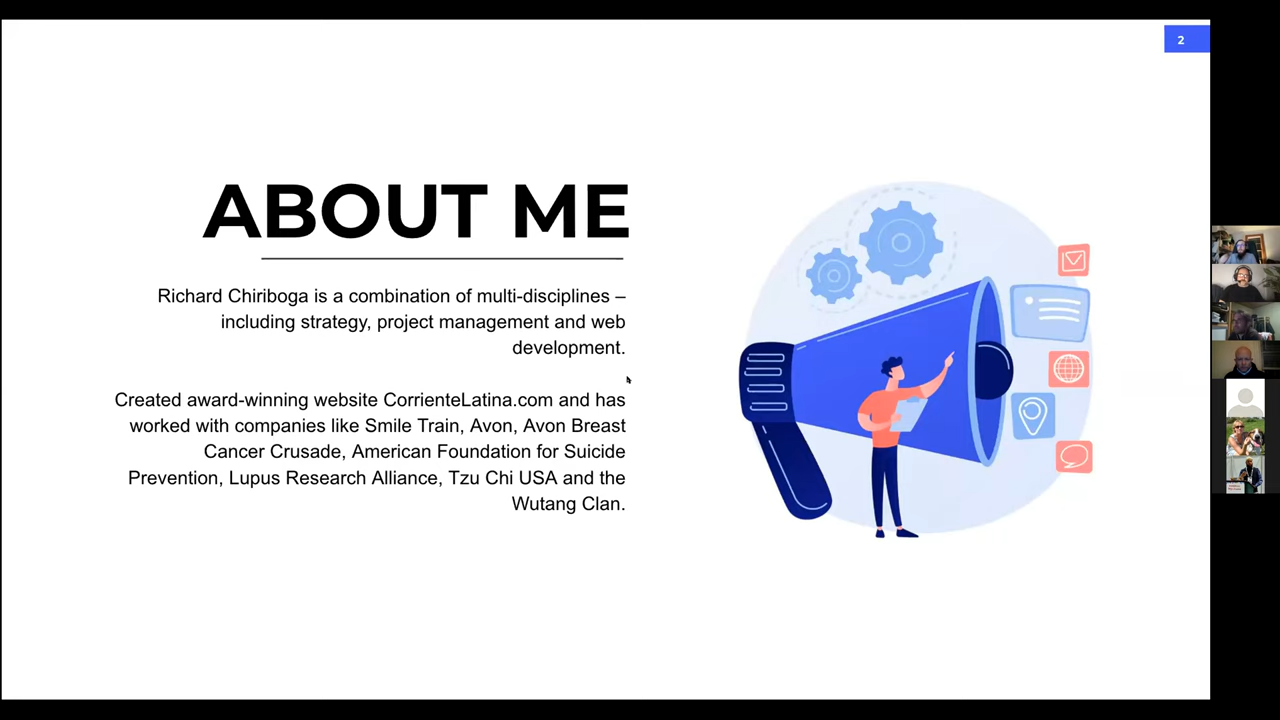 2
ABOUT ME
Richard Chiriboga is a combination of multi-disciplines –
including strategy, project management and web
development.
Created award-winning website CorrienteLatina.com and has
worked with companies like Smile Train, Avon, Avon Breast
Cancer Crusade, American Foundation for Suicide
Prevention, Lupus Research Alliance, Tzu Chi USA and the
Wutang Clan.